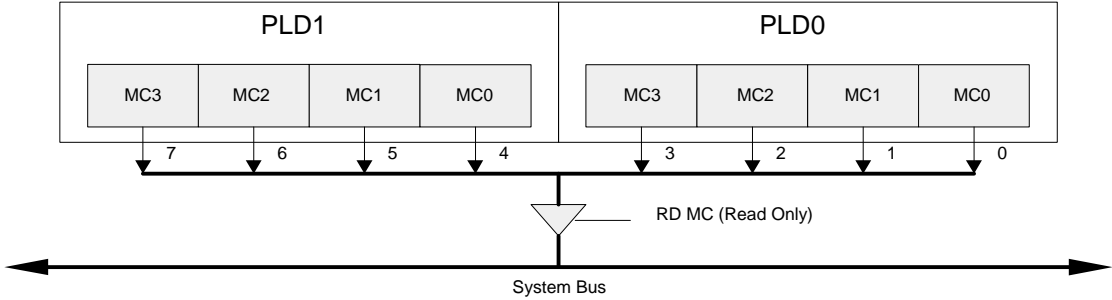 PLD1 PLD0
MC3 MC2 MC1 MC0 MC3 MC2 MC1 MC0
7 6 5 4 3 2 1 0
RD MC (Read Only)
System Bus